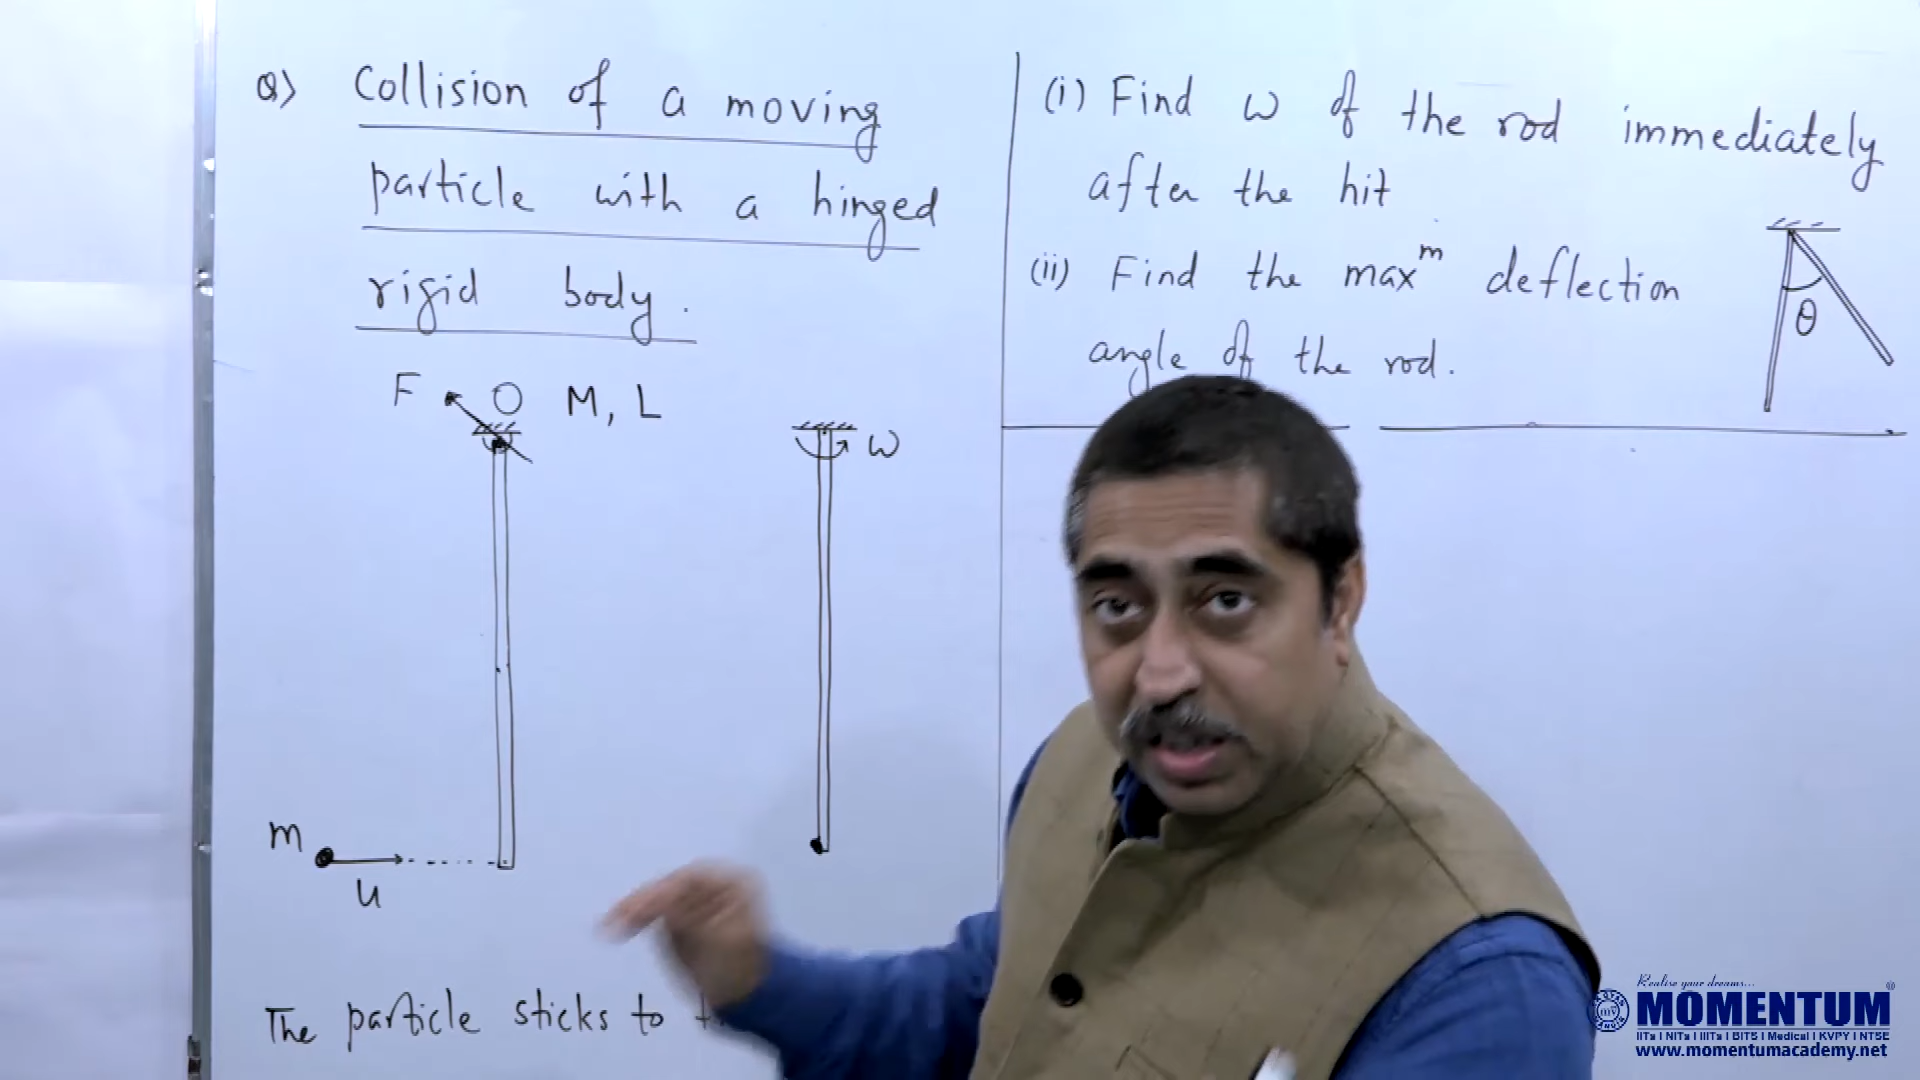 Q) Collision of a moving
particle with a hinged
rigid body.
F O M, L
ω
m
u
The particle sticks to
(i) Find ω of the rod immediately
after the hit
(ii) Find the maxᵐ deflection
angle of the rod.
θ
Realise your dreams...
MOMENTUM®
IITs | NITs | IIITs | BITS | Medical | KVPY | NTSE
www.momentumacademy.net